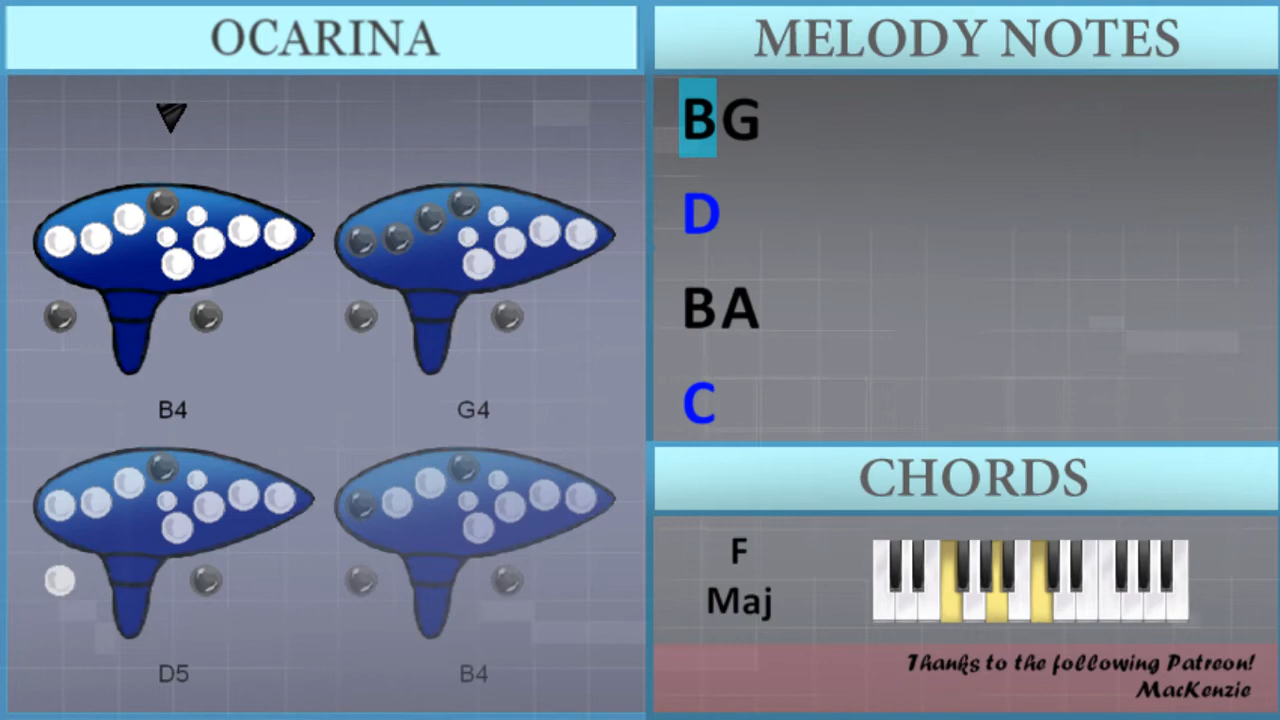 OCARINA
B4
G4
D5
B4
MELODY NOTES
BG
D
BA
C
CHORDS
F
Maj
Thanks to the following Patreon!
MacKenzie